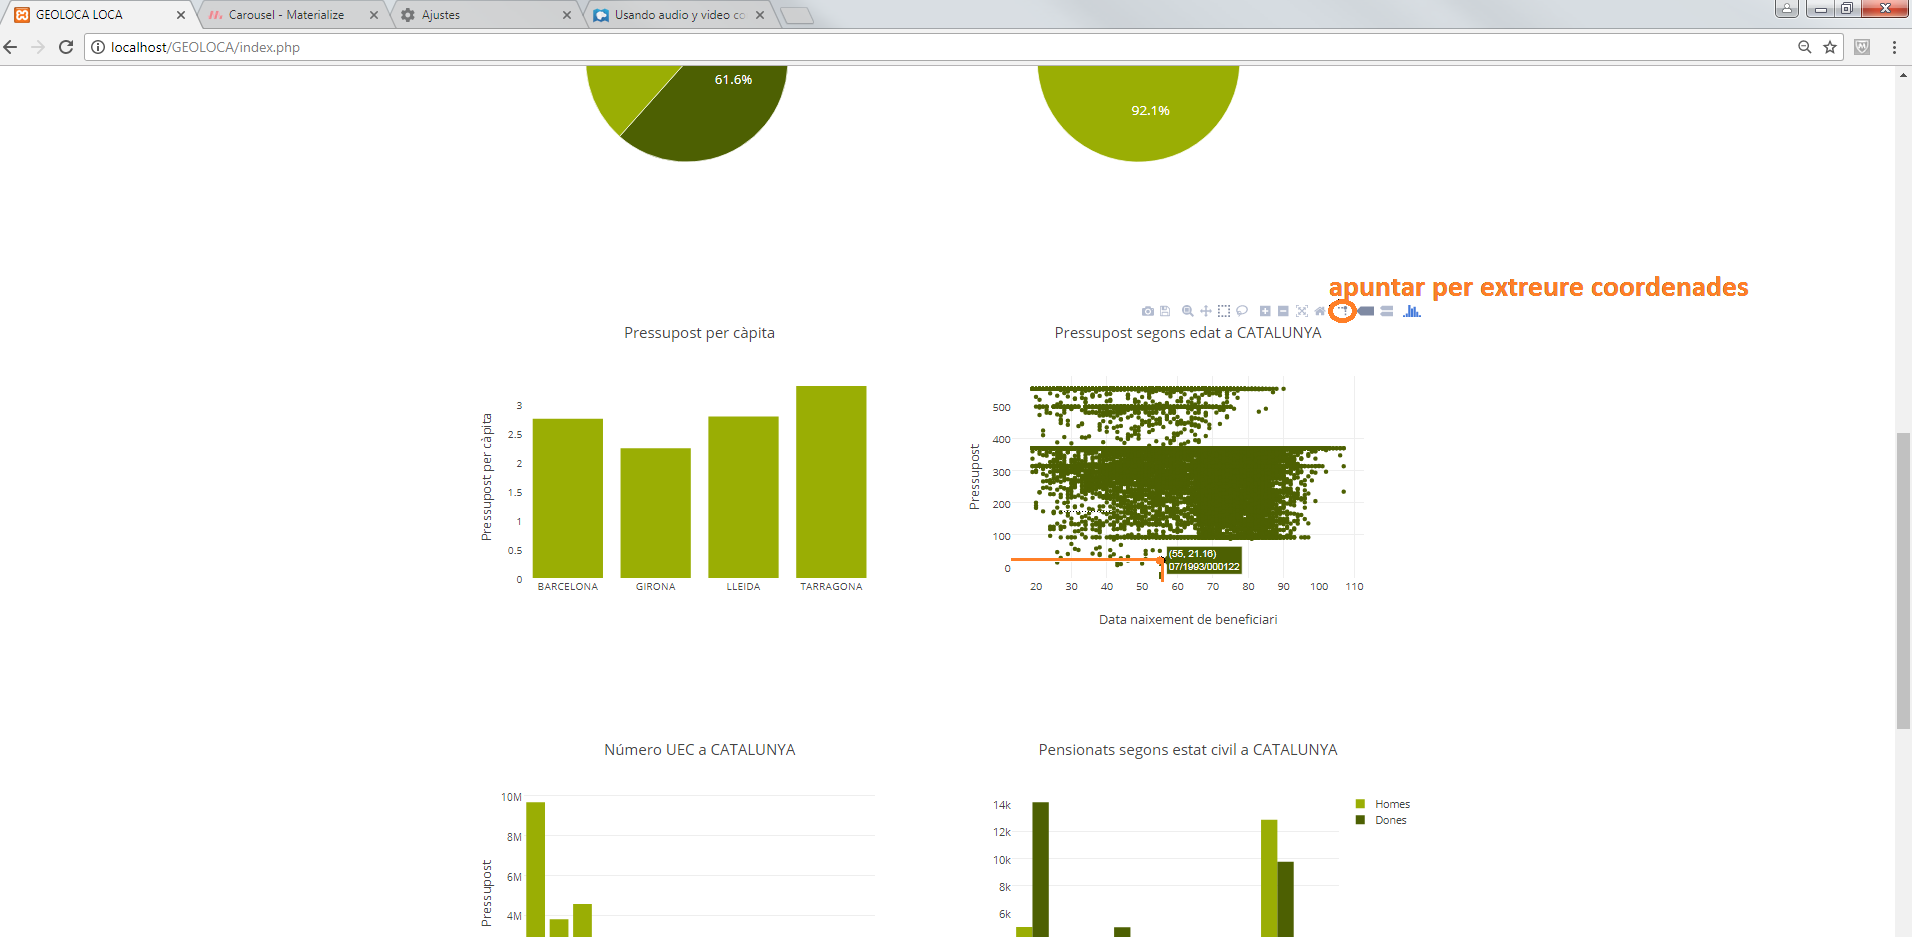 GEOLOCA LOCA
Carousel - Materialize
Ajustes
Usando audio y video co
localhost/GEOLOCA/index.php
61.6%
92.1%
apuntar per extreure coordenades
Pressupost per càpita
Pressupost per càpita
3
2.5
2
1.5
1
0.5
0
BARCELONA GIRONA LLEIDA TARRAGONA
Pressupost segons edat a CATALUNYA
Pressupost
500
400
300
200
100
0
(55, 21.16)
07/1993/000122
20 30 40 50 60 70 80 90 100 110
Data naixement de beneficiari
Número UEC a CATALUNYA
Pressupost
10M
8M
6M
4M
Pensionats segons estat civil a CATALUNYA
14k
12k
10k
8k
6k
Homes
Dones